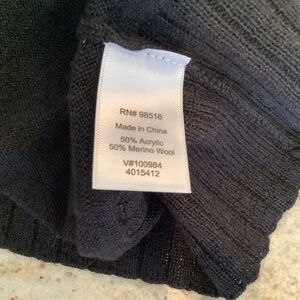 RN# 98516
Made in China
50% Acrylic
50% Merino Wool
V#100984
4015412